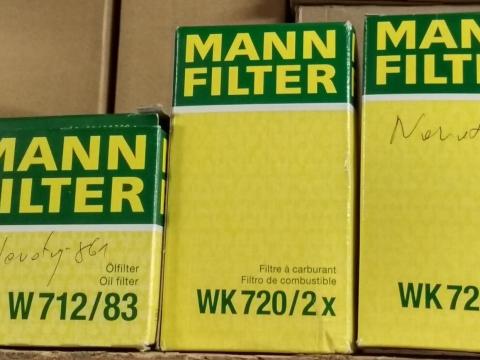 MANN
FILTER
Ölfilter
Oil filter
W 712/83
MANN
FILTER
Filtre à carburant
Filtro de combustible
WK 720/2 x
MANN
FILT
WK 72